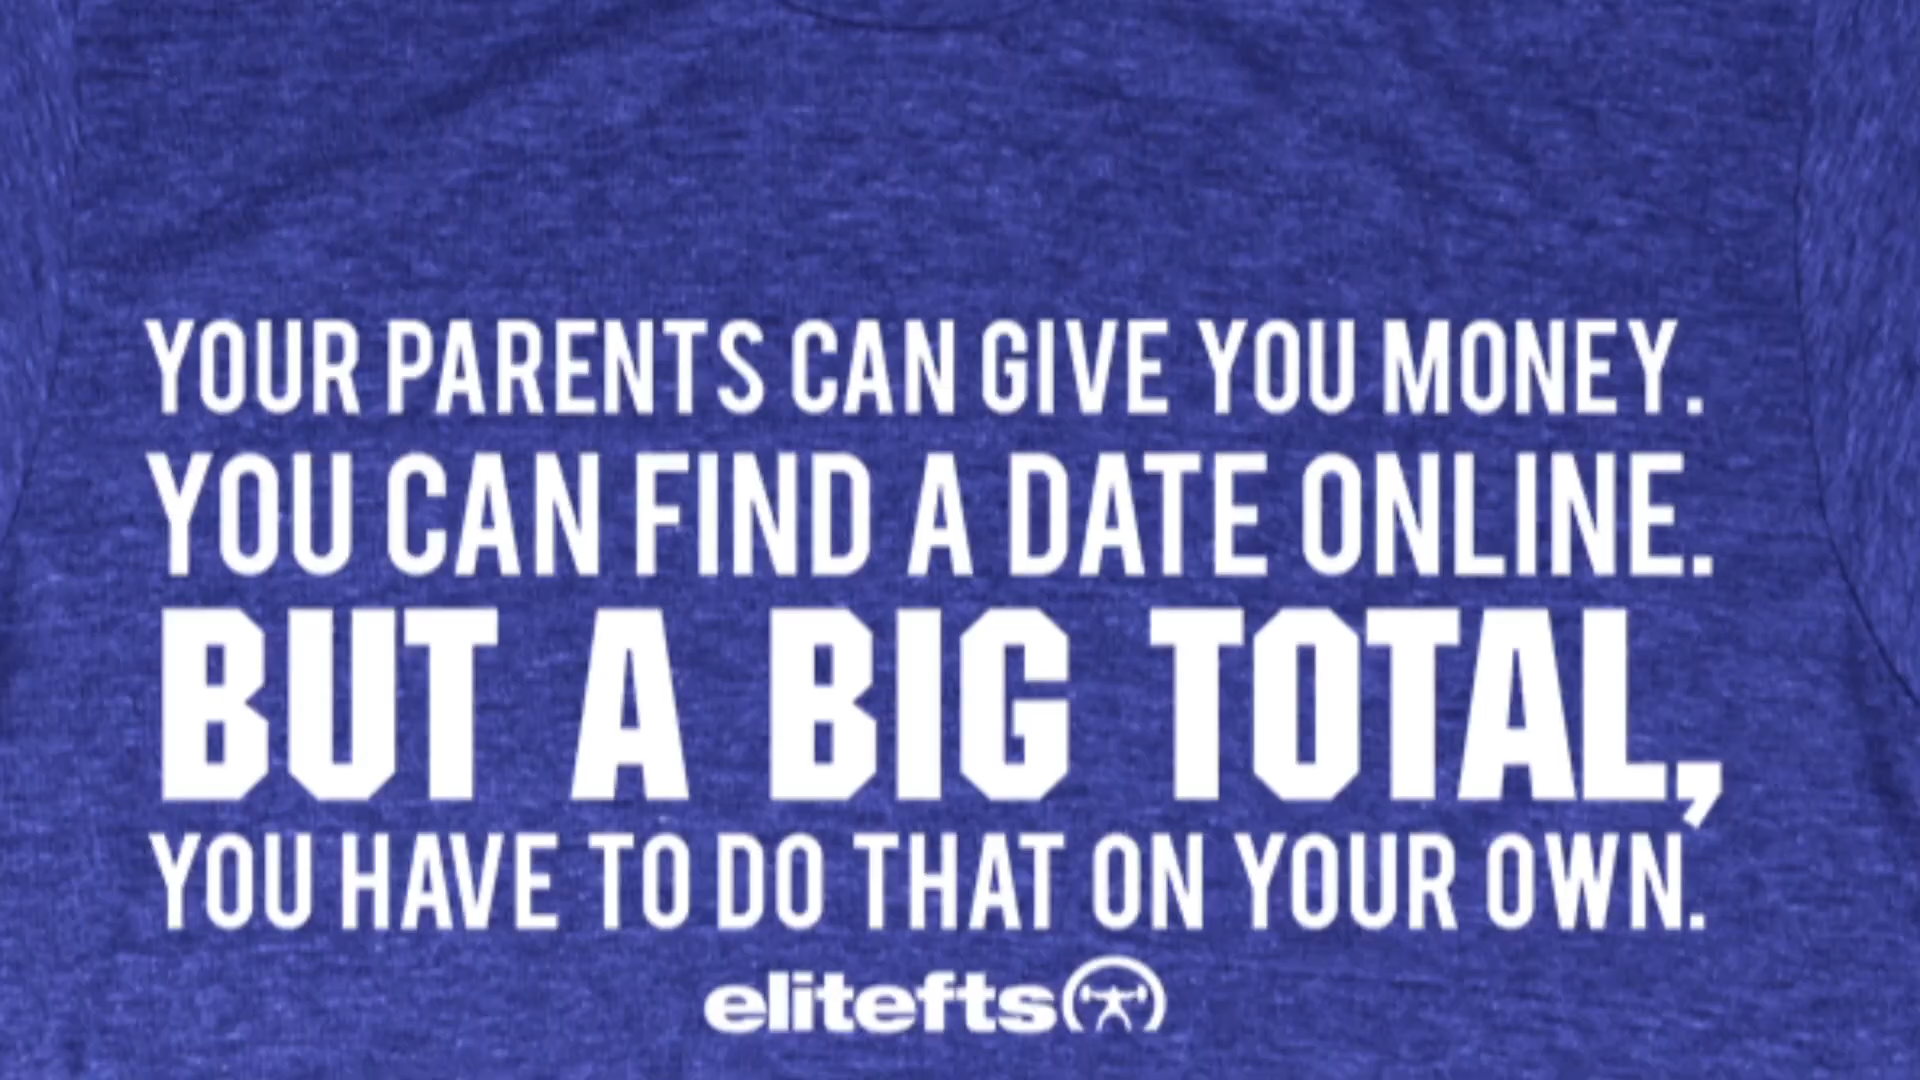 YOUR PARENTS CAN GIVE YOU MONEY.
YOU CAN FIND A DATE ONLINE.
BUT A BIG TOTAL,
YOU HAVE TO DO THAT ON YOUR OWN.
elitefts